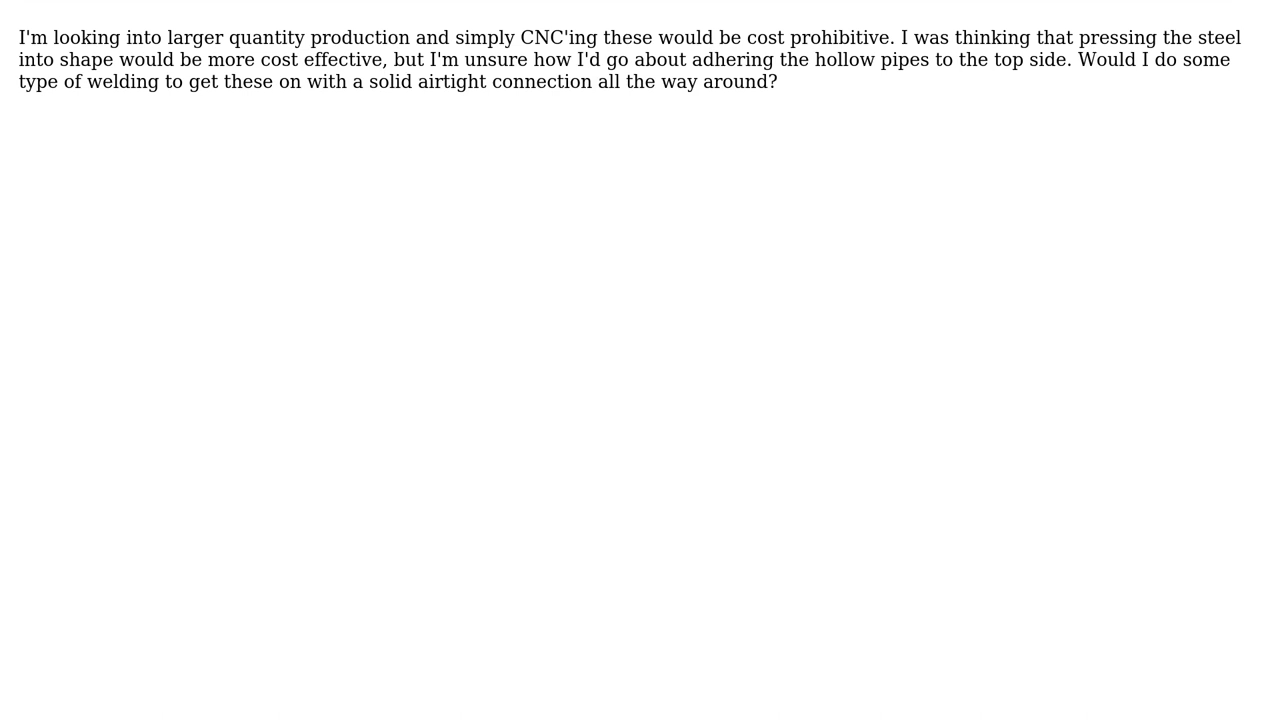 I'm looking into larger quantity production and simply CNC'ing these would be cost prohibitive. I was thinking that pressing the steel
into shape would be more cost effective, but I'm unsure how I'd go about adhering the hollow pipes to the top side. Would I do some
type of welding to get these on with a solid airtight connection all the way around?